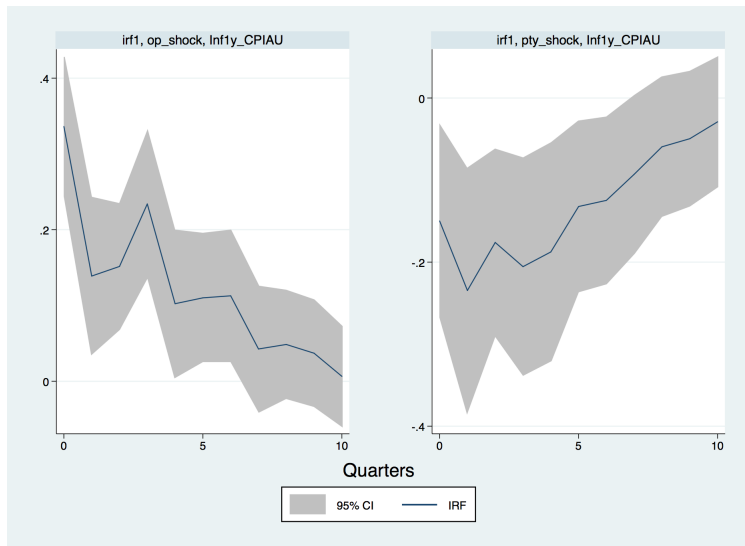 irf1, op_shock, Inf1y_CPIAU
irf1, pty_shock, Inf1y_CPIAU
.4
.2
0
0
5
10
0
-.2
-.4
0
5
10
Quarters
95% CI
IRF